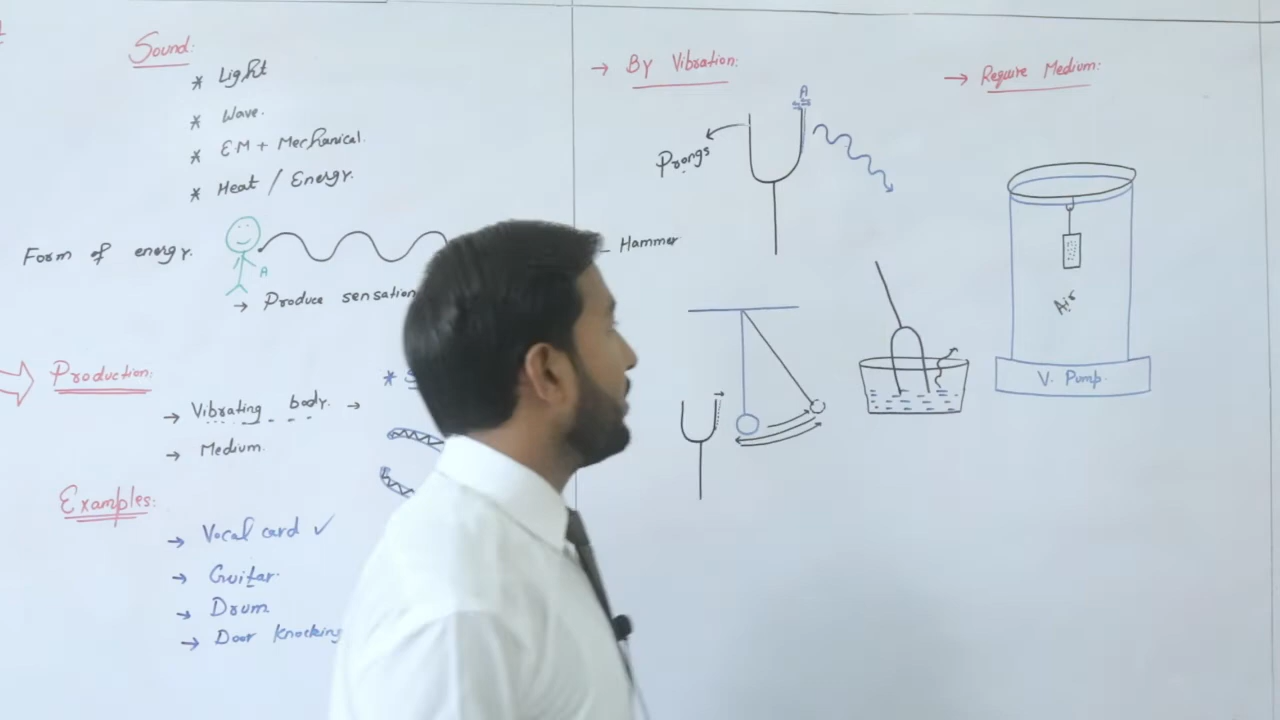 Sound:
* Light
* Wave.
* EM + Mechanical.
* Heat / Energy.
Form of energy.
A
→ Produce sensation
Production:
→ Vibrating body. →
→ Medium.
* S
Examples:
→ Vocal card ✓
→ Guitar.
→ Drum
→ Door knocking
→ By Vibration:
A
Prongs
Hammer
→ Require Medium:
Air
V. Pump.